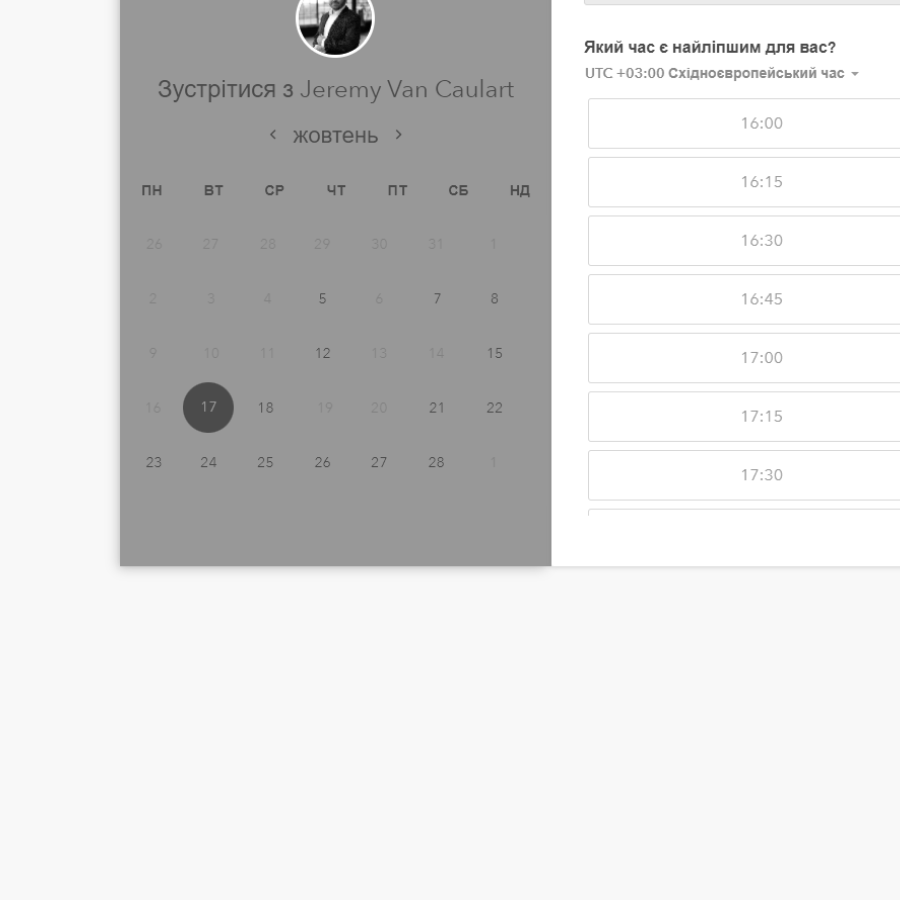 Зустрітися з Jeremy Van Caulart
жовтень
ПН ВТ СР ЧТ ПТ СБ НД
26 27 28 29 30 31 1
2 3 4 5 6 7 8
9 10 11 12 13 14 15
16 17 18 19 20 21 22
23 24 25 26 27 28 1
Який час є найліпшим для вас?
UTC +03:00 Східноєвропейський час
16:00
16:15
16:30
16:45
17:00
17:15
17:30